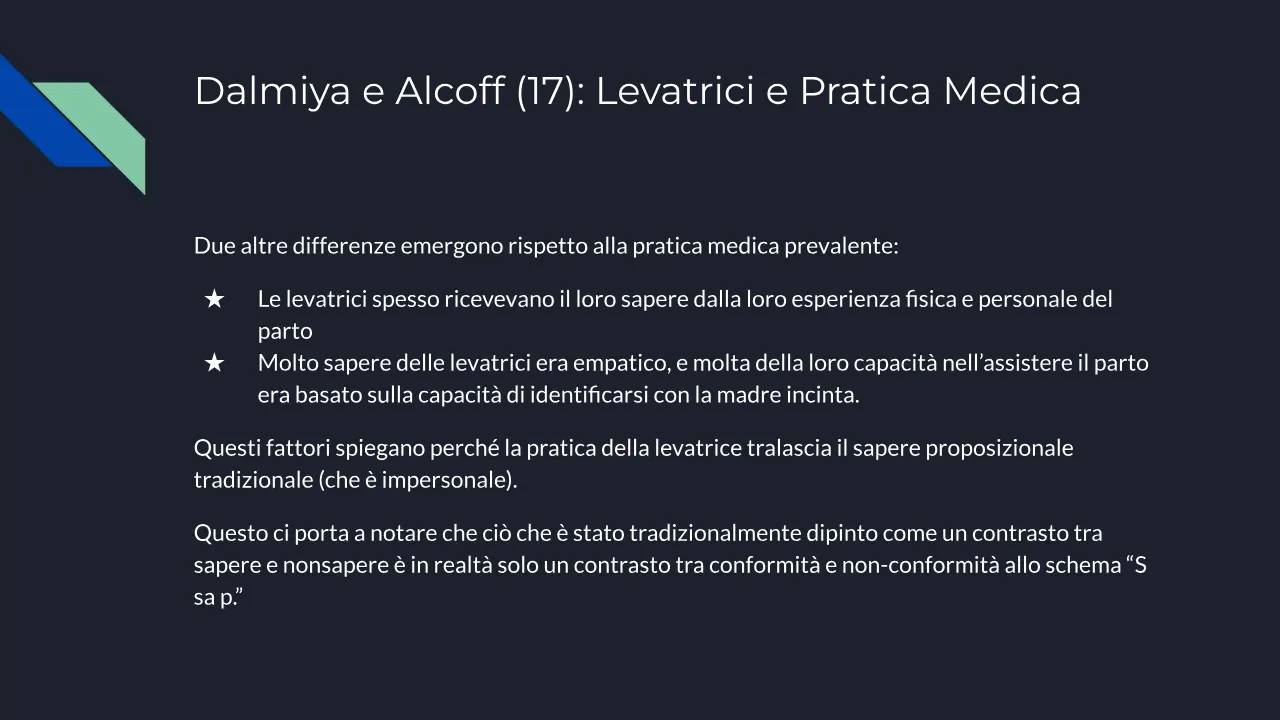 Dalmiya e Alcoff (17): Levatrici e Pratica Medica
Due altre differenze emergono rispetto alla pratica medica prevalente:
★ Le levatrici spesso ricevevano il loro sapere dalla loro esperienza fisica e personale del
parto
★ Molto sapere delle levatrici era empatico, e molta della loro capacità nell’assistere il parto
era basato sulla capacità di identificarsi con la madre incinta.
Questi fattori spiegano perché la pratica della levatrice tralascia il sapere proposizionale
tradizionale (che è impersonale).
Questo ci porta a notare che ciò che è stato tradizionalmente dipinto come un contrasto tra
sapere e nonsapere è in realtà solo un contrasto tra conformità e non-conformità allo schema “S
sa p.”